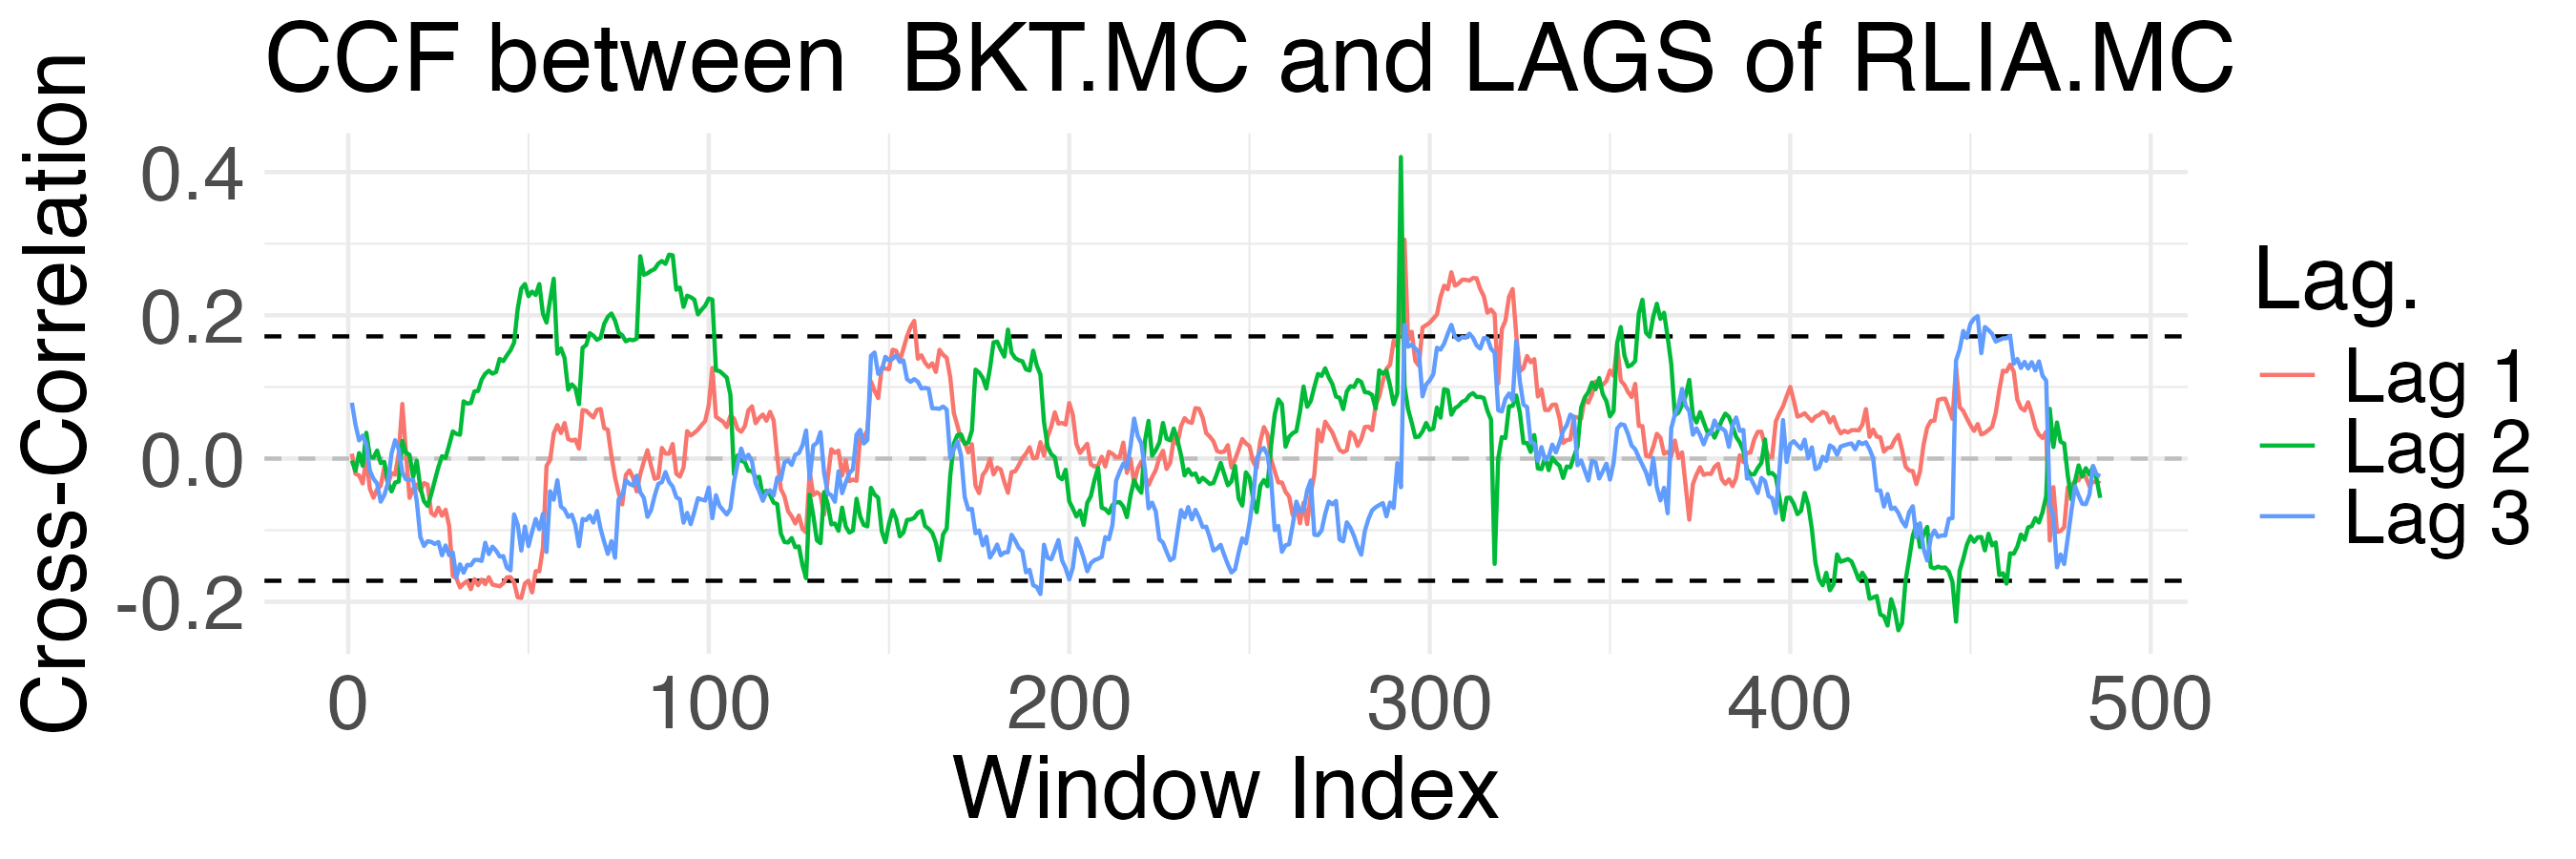 CCF between  BKT.MC and LAGS of RLIA.MC
Cross-Correlation
0.4
0.2
0.0
-0.2
0 100 200 300 400 500
Window Index
Lag.
Lag 1
Lag 2
Lag 3